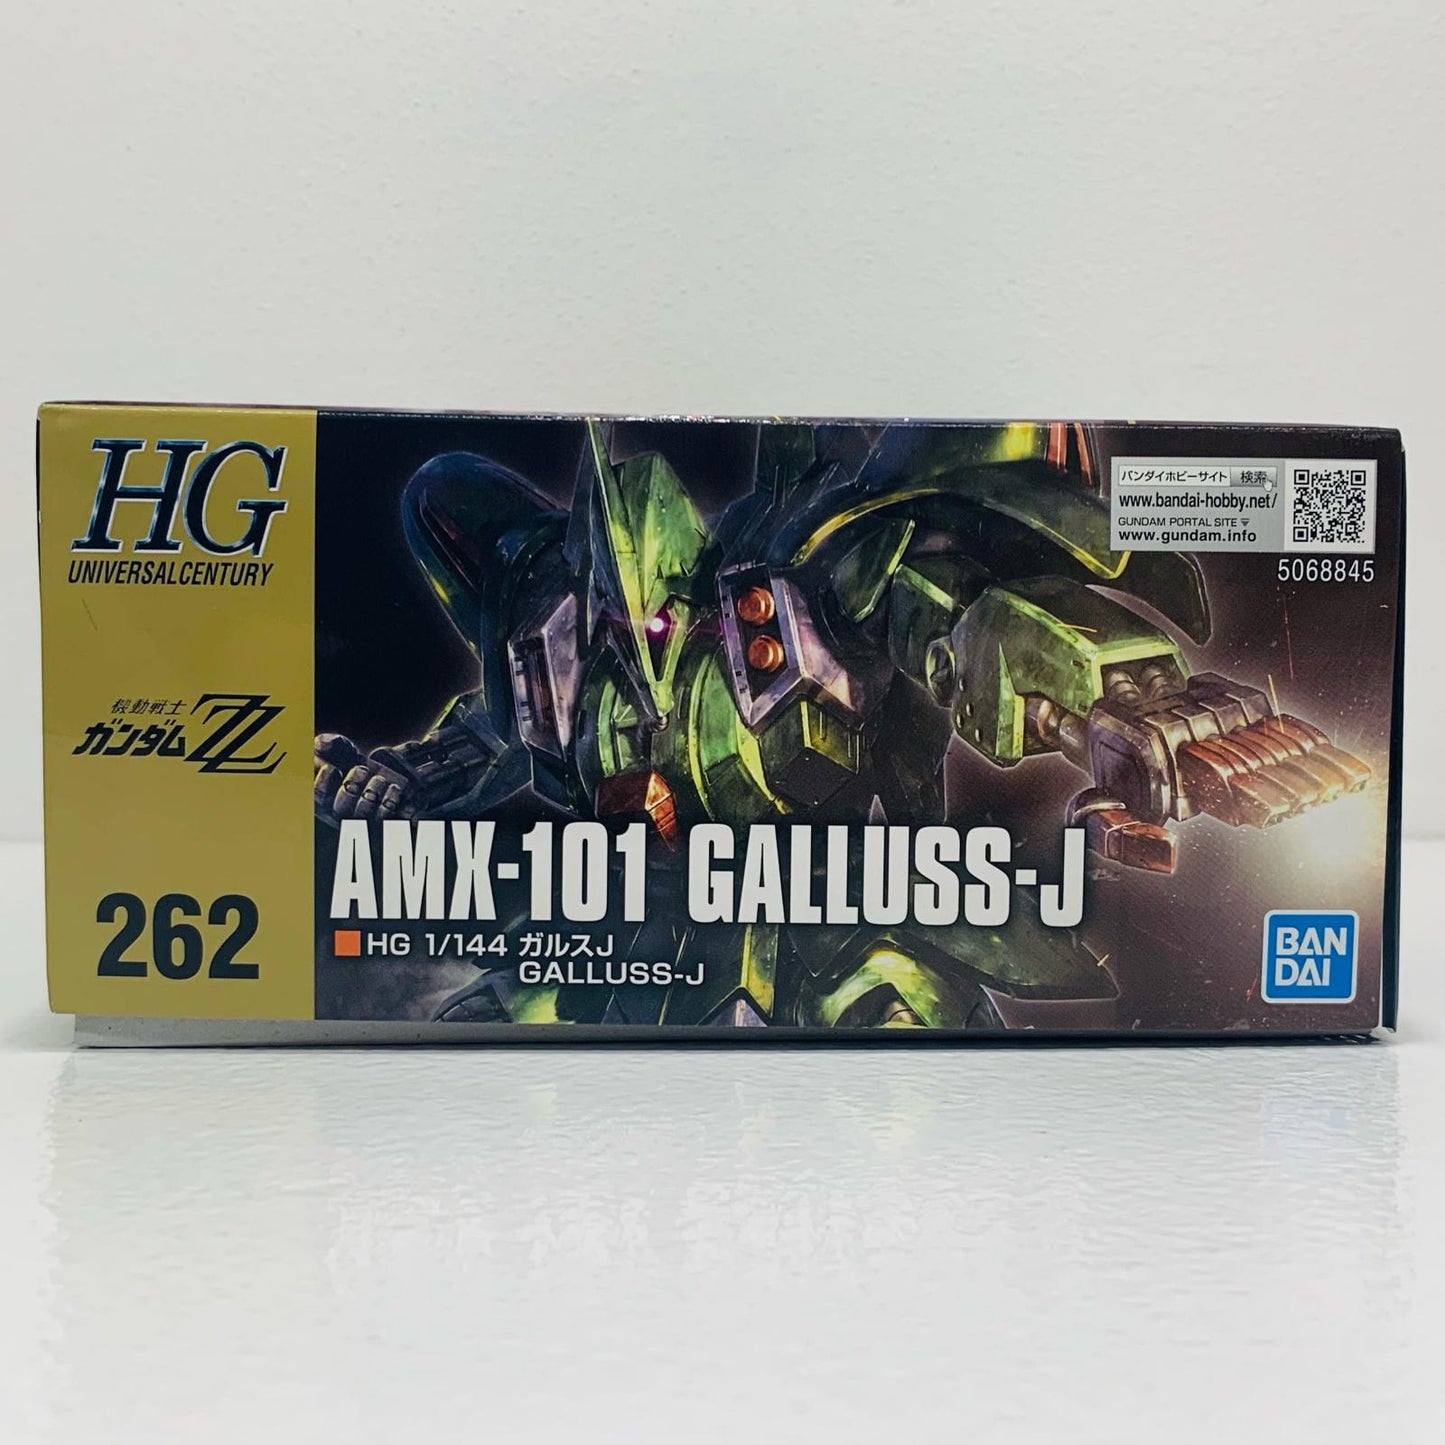 HG
UNIVERSAL CENTURY
機動戦士
ガンダムZZ
262
バンダイホビーサイト 検索
www.bandai-hobby.net/
GUNDAM PORTAL SITE
www.gundam.info
5068845
AMX-101 GALLUSS-J
HG 1/144 ガルスJ
GALLUSS-J
BAN
DAI